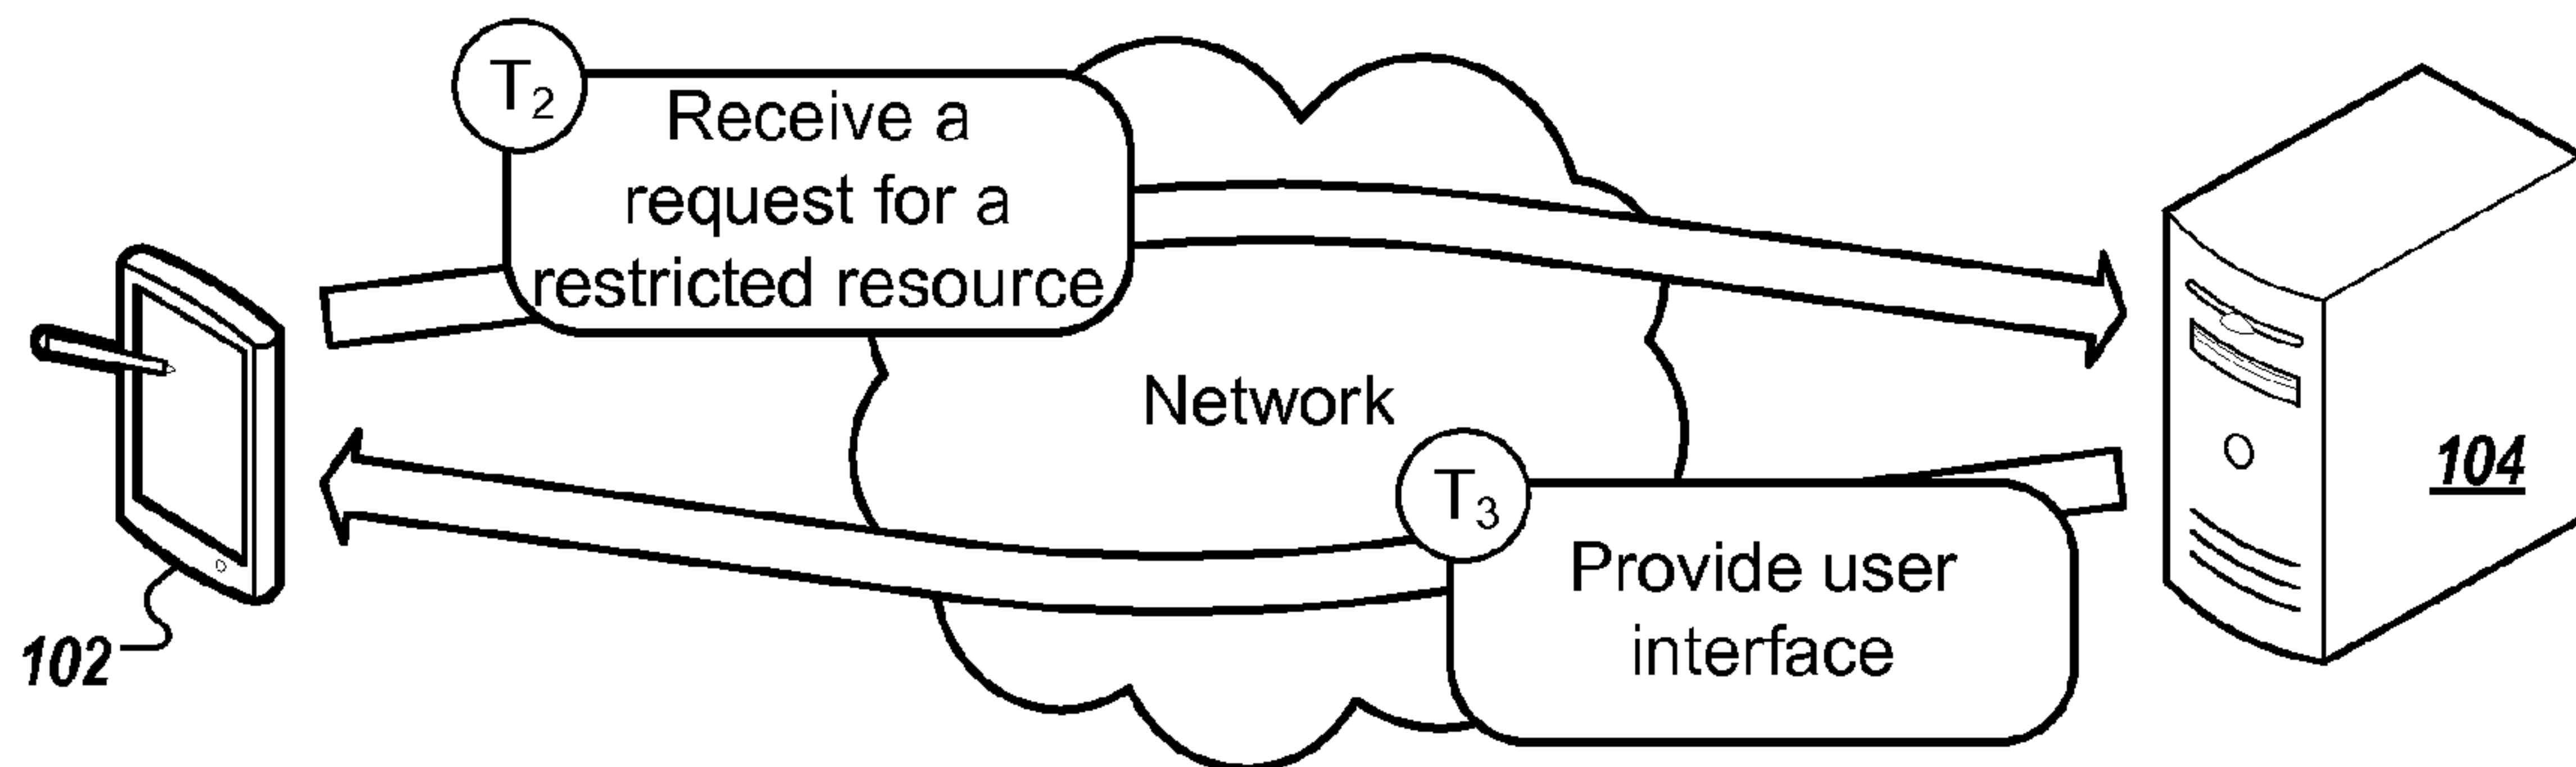 T2
Receive a
request for a
restricted resource
Network
104
T3
Provide user
interface
102